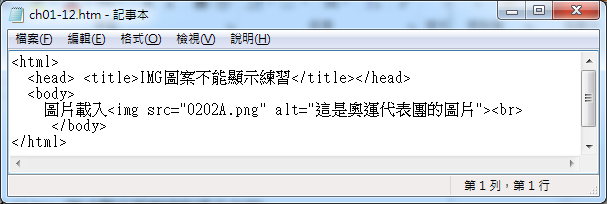 ch01-12.htm - 記事本
檔案(F) 編輯(E) 格式(O) 檢視(V) 說明(H)
<html>
  <head> <title>IMG圖案不能顯示練習</title></head>
  <body>
    圖片載入<img src="0202A.png" alt="這是奧運代表團的圖片"><br>
     </body>
</html>
第 1 列，第 1 行